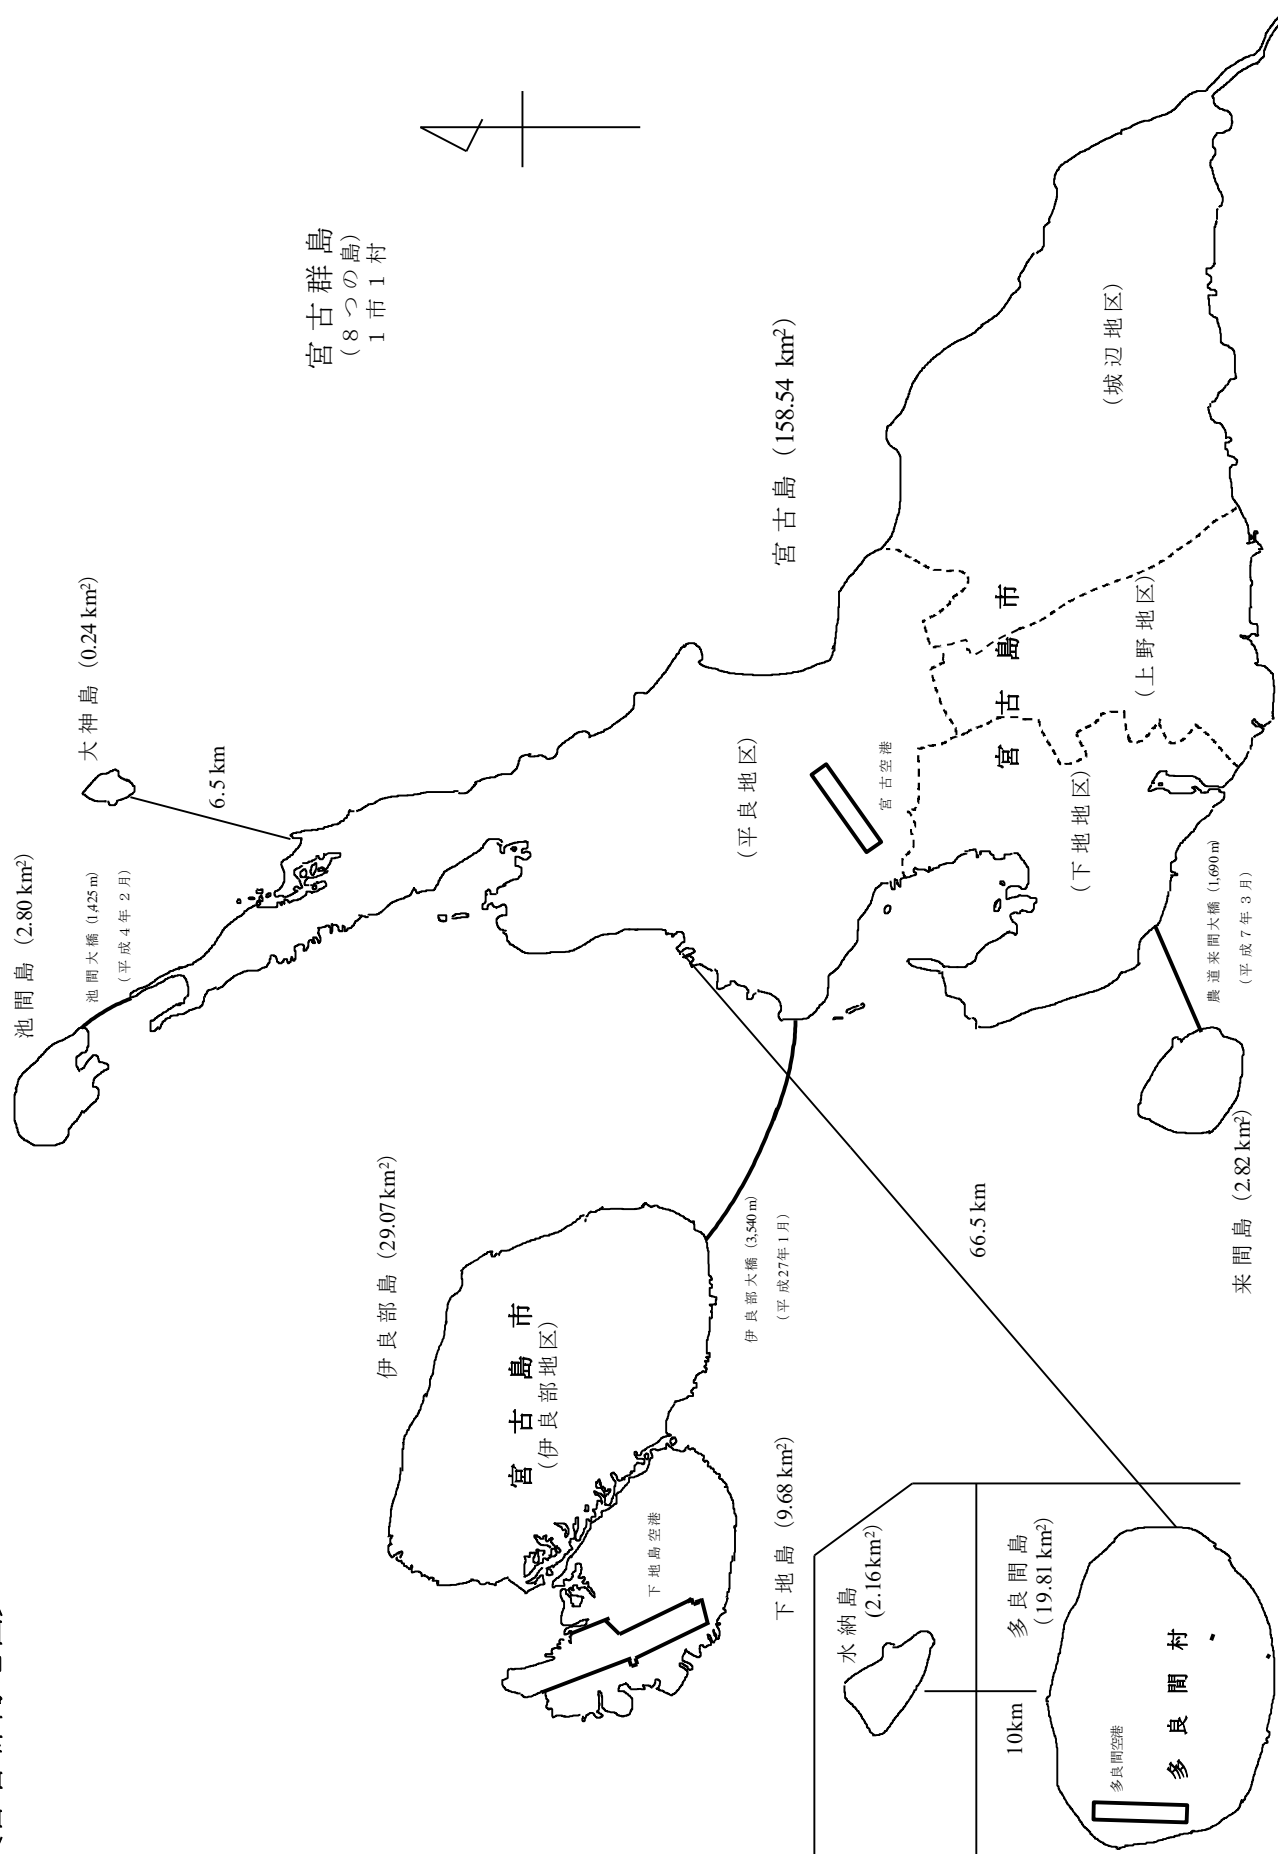 宮古群島
(8つの島)
1市1村
池間島 (2.80 km²)
池間大橋 (1,425 m)
(平成4年2月)
大神島 (0.24 km²)
6.5 km
宮古島 (158.54 km²)
(城辺地区)
(平良地区)
宮古空港
宮古島市
(上野地区)
(下地地区)
農道来間大橋 (1,690 m)
(平成7年3月)
来間島 (2.82 km²)
伊良部島 (29.07km²)
宮古島市
(伊良部地区)
伊良部大橋 (3,540 m)
(平成27年1月)
66.5 km
下地島空港
下地島 (9.68 km²)
水納島
(2.16km²)
10km
多良間島
(19.81 km²)
多良間空港
多良間村